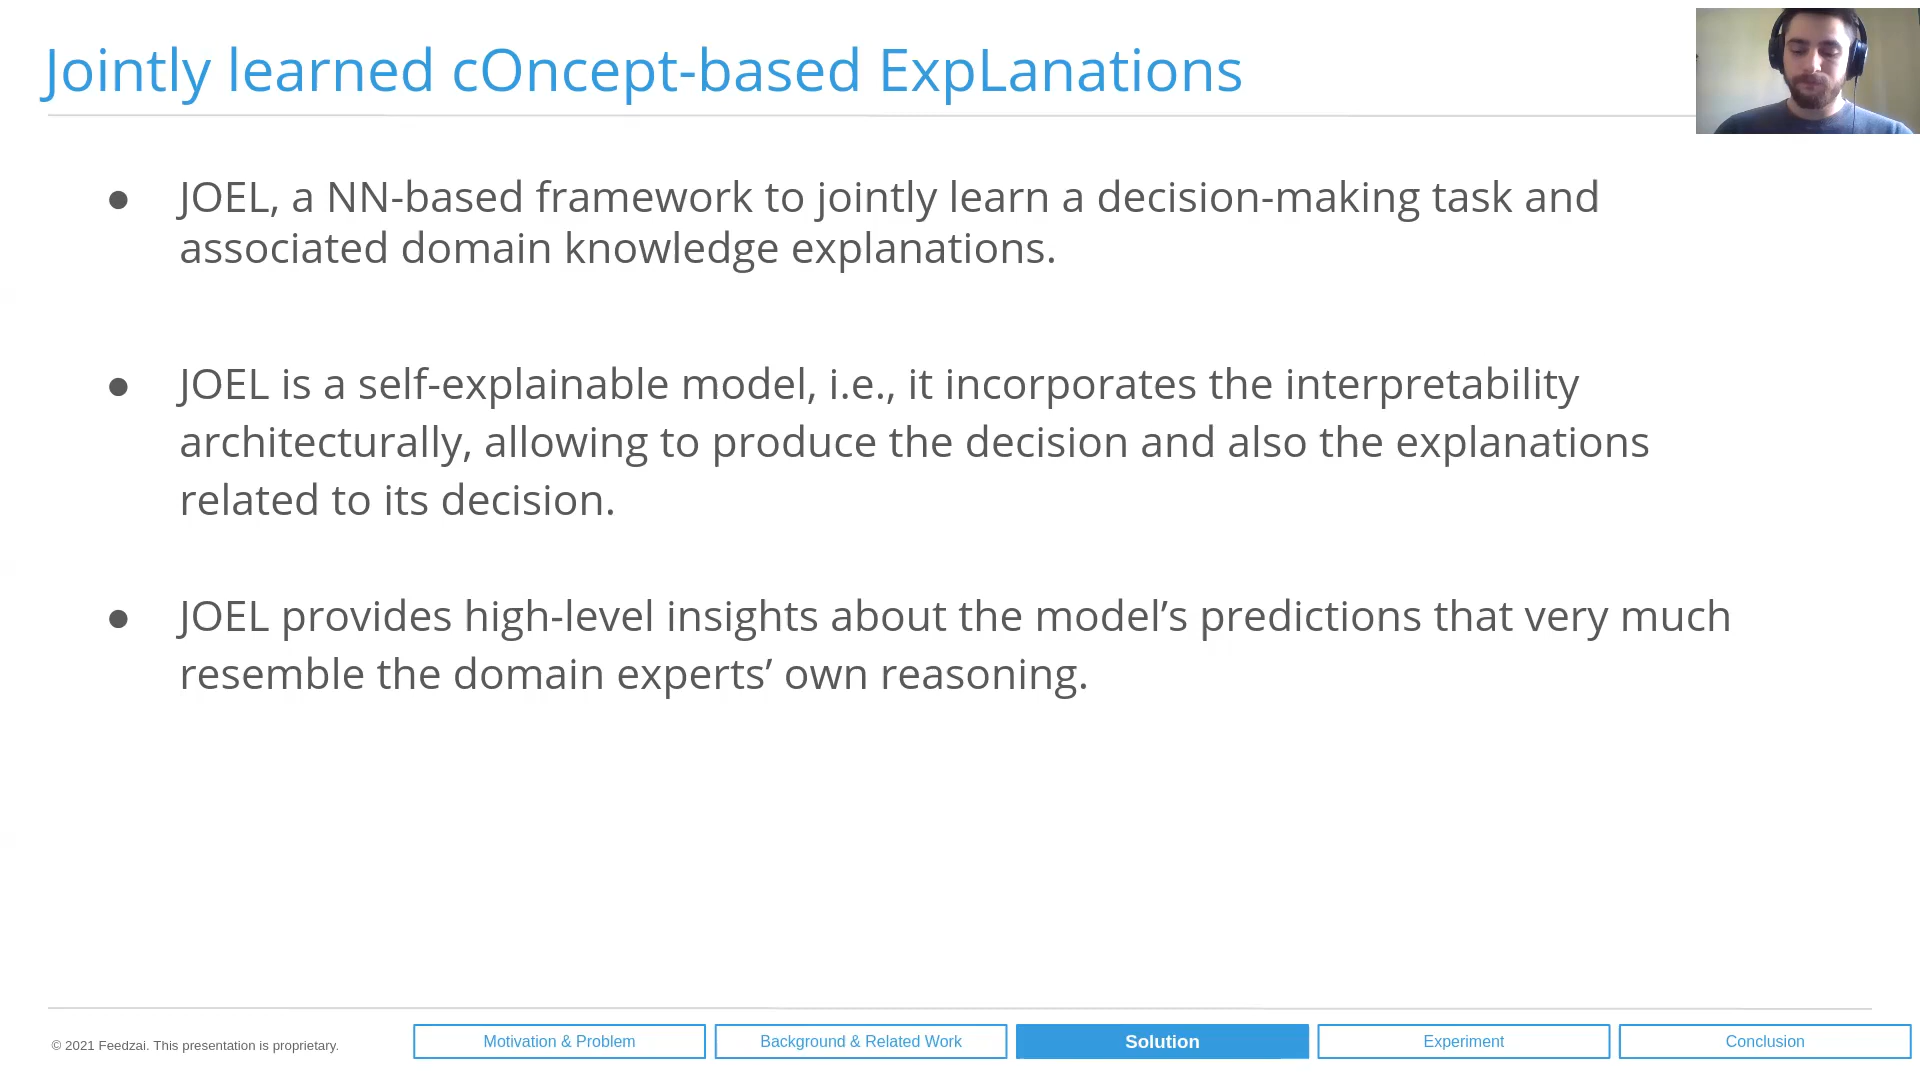 Jointly learned cOncept-based ExpLanations
● JOEL, a NN-based framework to jointly learn a decision-making task and
associated domain knowledge explanations.
● JOEL is a self-explainable model, i.e., it incorporates the interpretability
architecturally, allowing to produce the decision and also the explanations
related to its decision.
● JOEL provides high-level insights about the model’s predictions that very much
resemble the domain experts’ own reasoning.
© 2021 Feedzai. This presentation is proprietary.
Motivation & Problem
Background & Related Work
Solution
Experiment
Conclusion